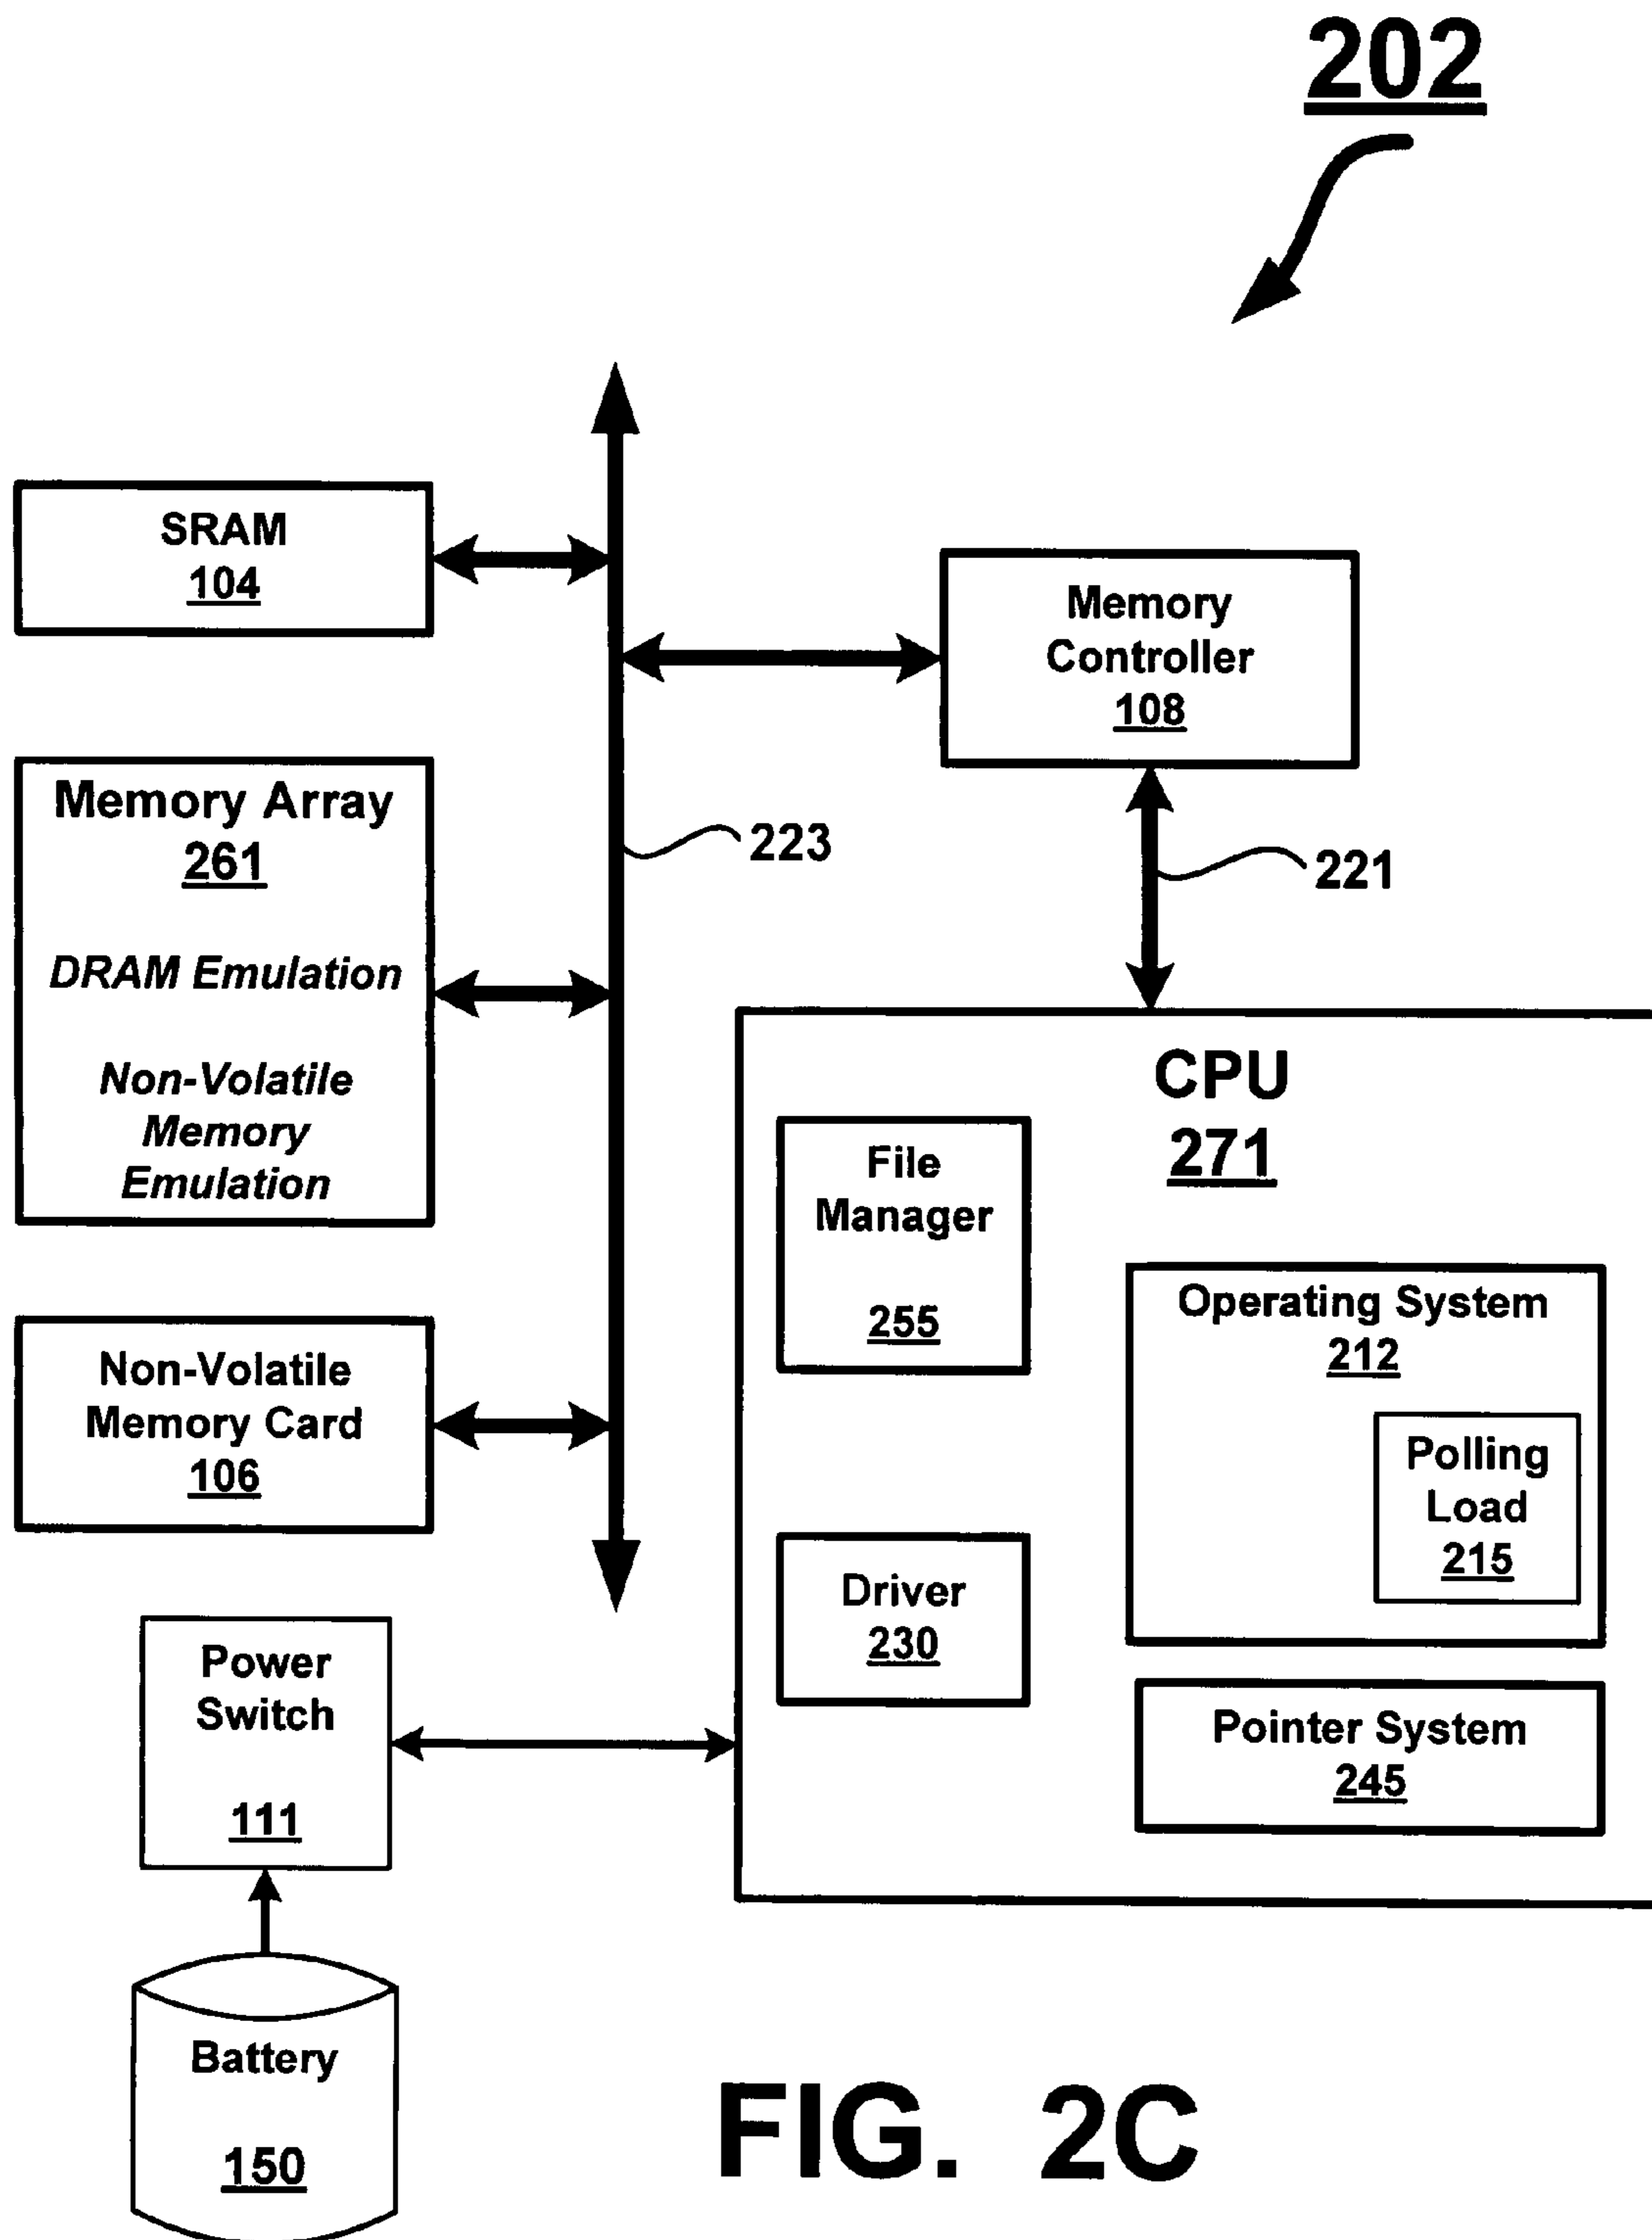 202
SRAM
104
Memory
Controller
108
Memory Array
261
DRAM Emulation
Non-Volatile
Memory
Emulation
223
221
Non-Volatile
Memory Card
106
CPU
271
File
Manager
255
Operating System
212
Polling
Load
215
Driver
230
Pointer System
245
Power
Switch
111
Battery
150
FIG. 2C